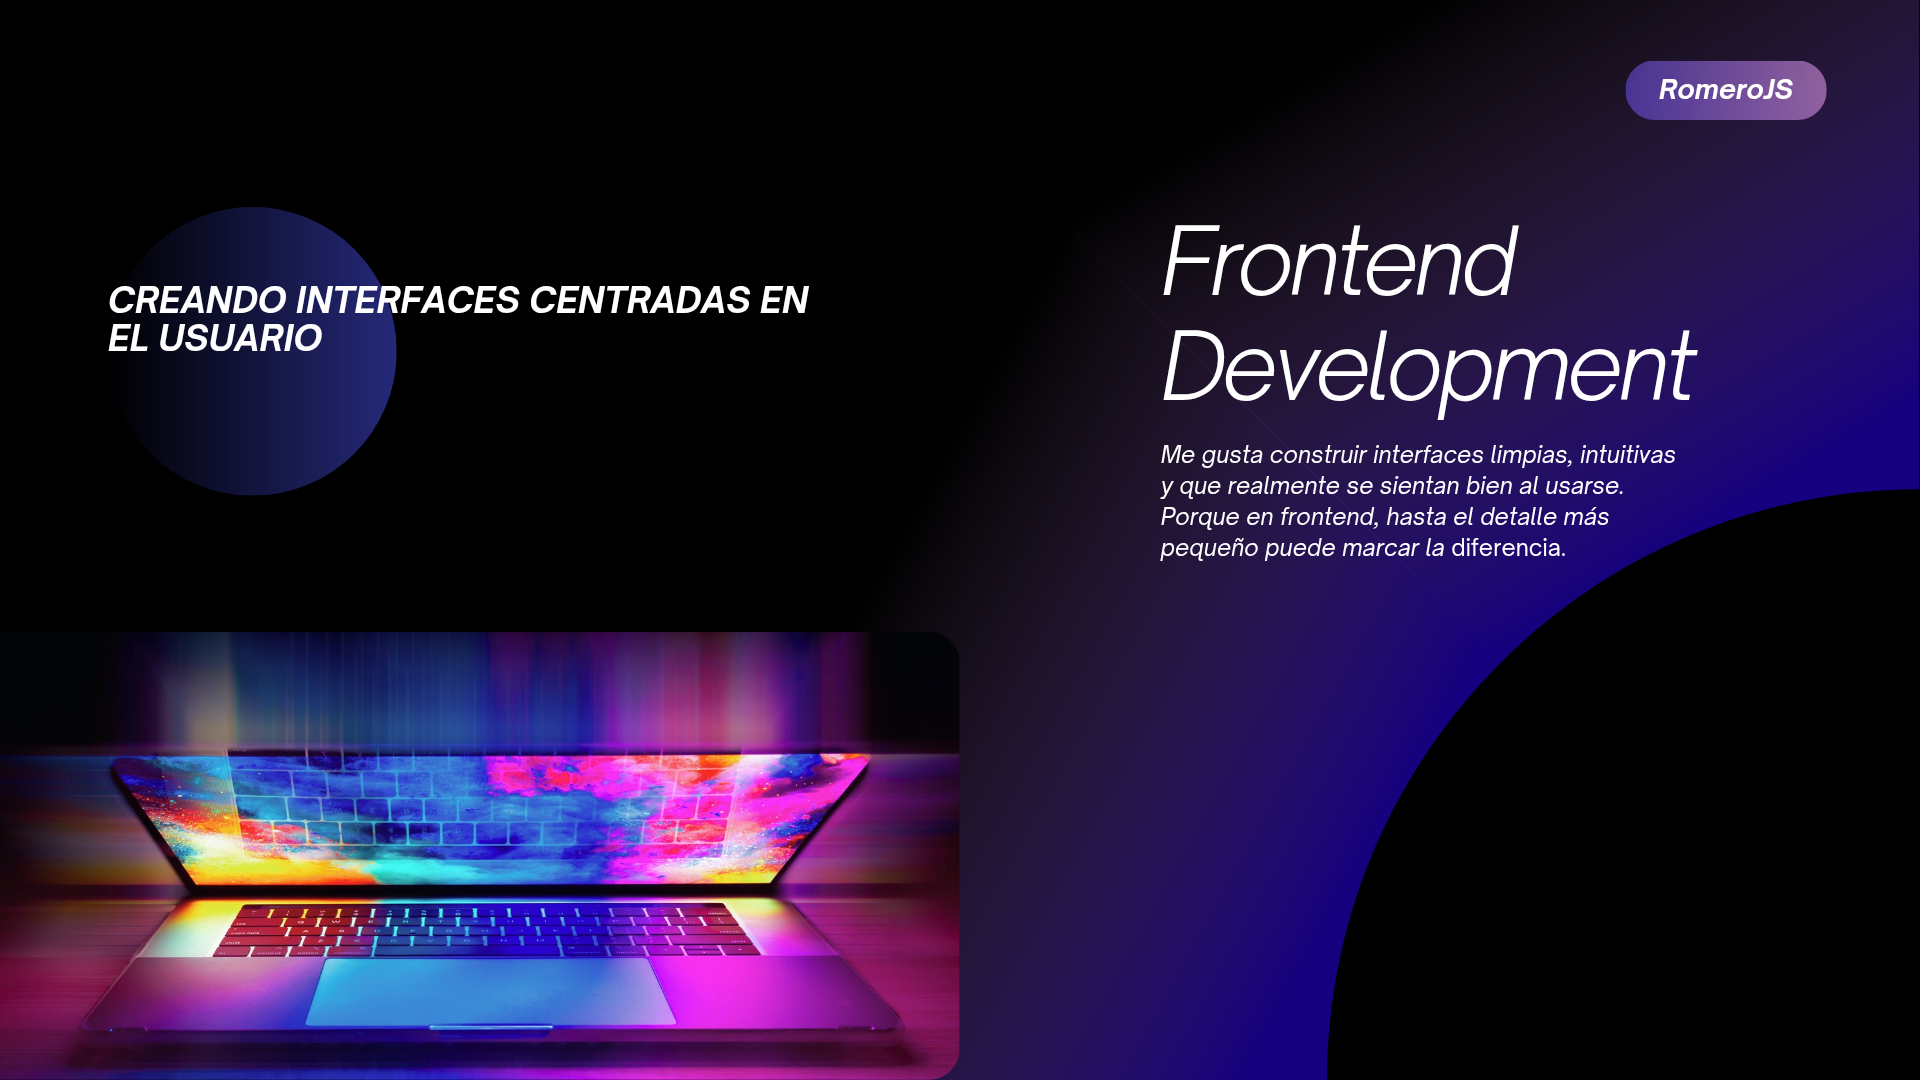 RomeroJS
CREANDO INTERFACES CENTRADAS EN
EL USUARIO
Frontend
Development
Me gusta construir interfaces limpias, intuitivas
y que realmente se sientan bien al usarse.
Porque en frontend, hasta el detalle más
pequeño puede marcar la diferencia.